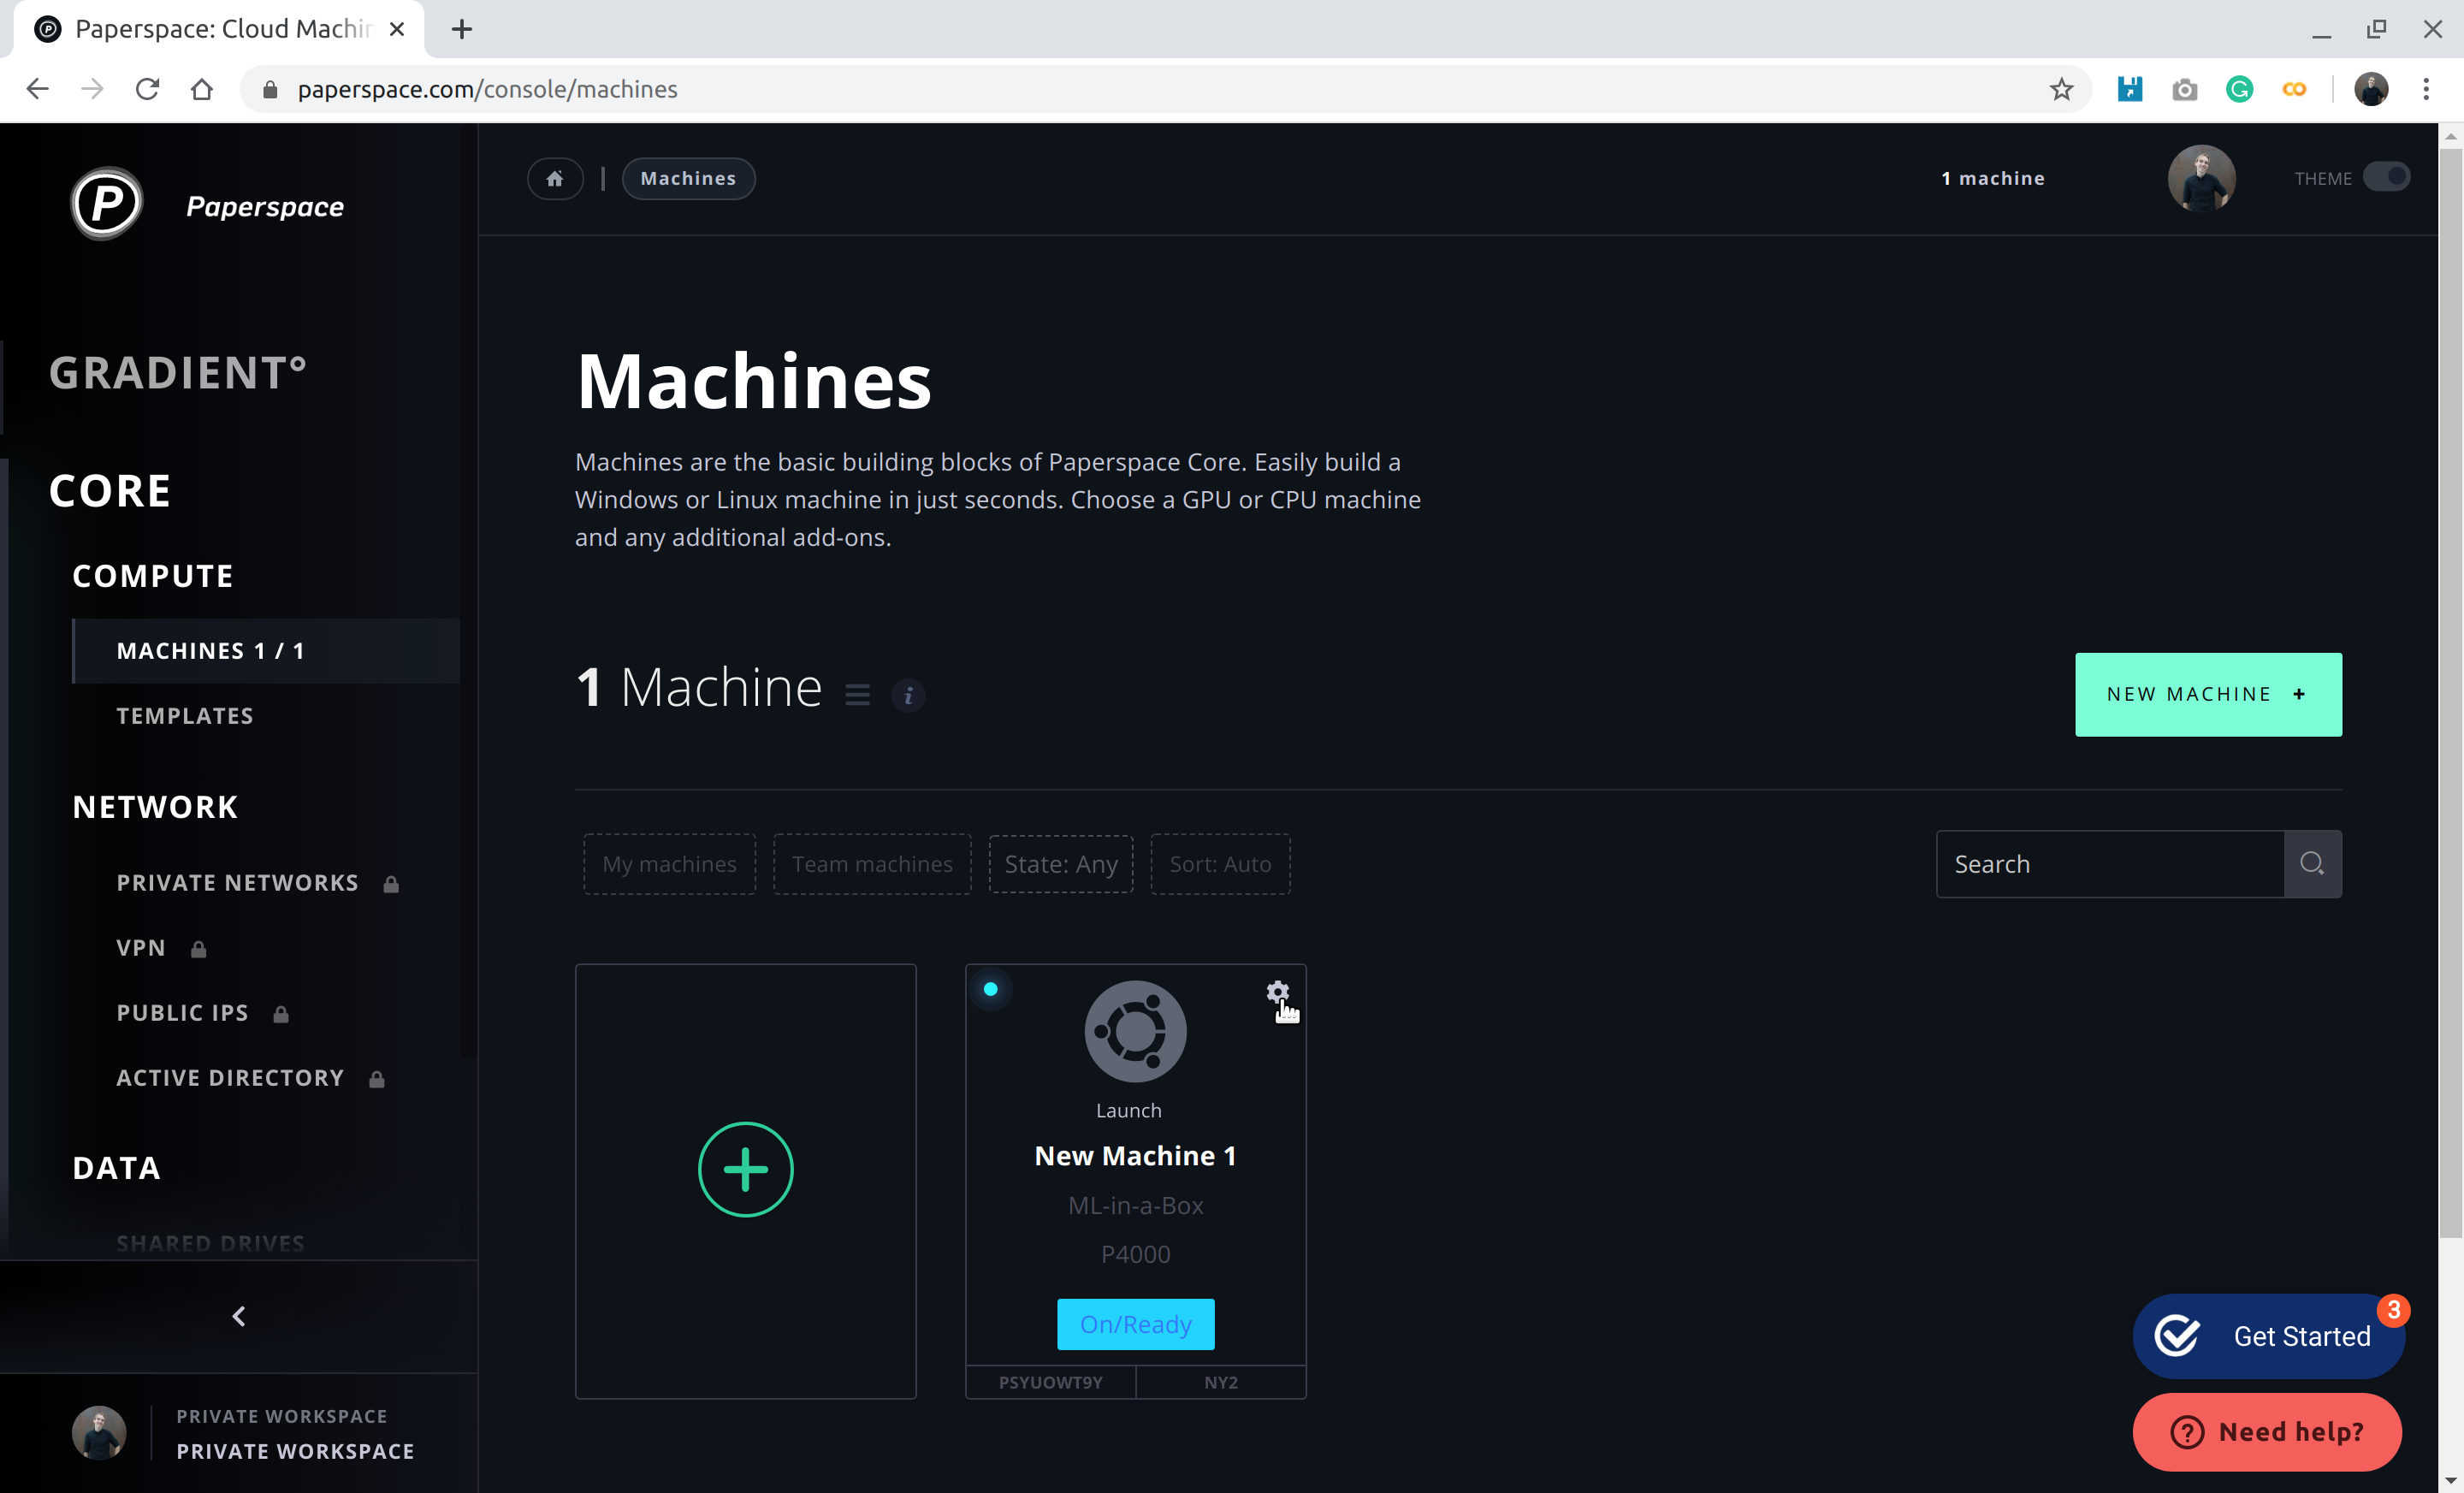 Paperspace: Cloud Machin
paperspace.com/console/machines
Paperspace
Machines
1 machine
THEME
GRADIENT°
CORE
COMPUTE
MACHINES 1 / 1
TEMPLATES
NETWORK
PRIVATE NETWORKS
VPN
PUBLIC IPS
ACTIVE DIRECTORY
DATA
SHARED DRIVES
PRIVATE WORKSPACE
PRIVATE WORKSPACE
Machines
Machines are the basic building blocks of Paperspace Core. Easily build a
Windows or Linux machine in just seconds. Choose a GPU or CPU machine
and any additional add-ons.
1 Machine
NEW MACHINE +
My machines
Team machines
State: Any
Sort: Auto
Search
Launch
New Machine 1
ML-in-a-Box
P4000
On/Ready
PSYUOWT9Y
NY2
3
Get Started
Need help?